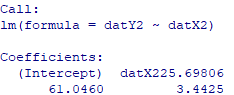 Call:
lm(formula = datY2 ~ datX2)
Coefficients:
(Intercept) datX225.69806
61.0460 3.4425